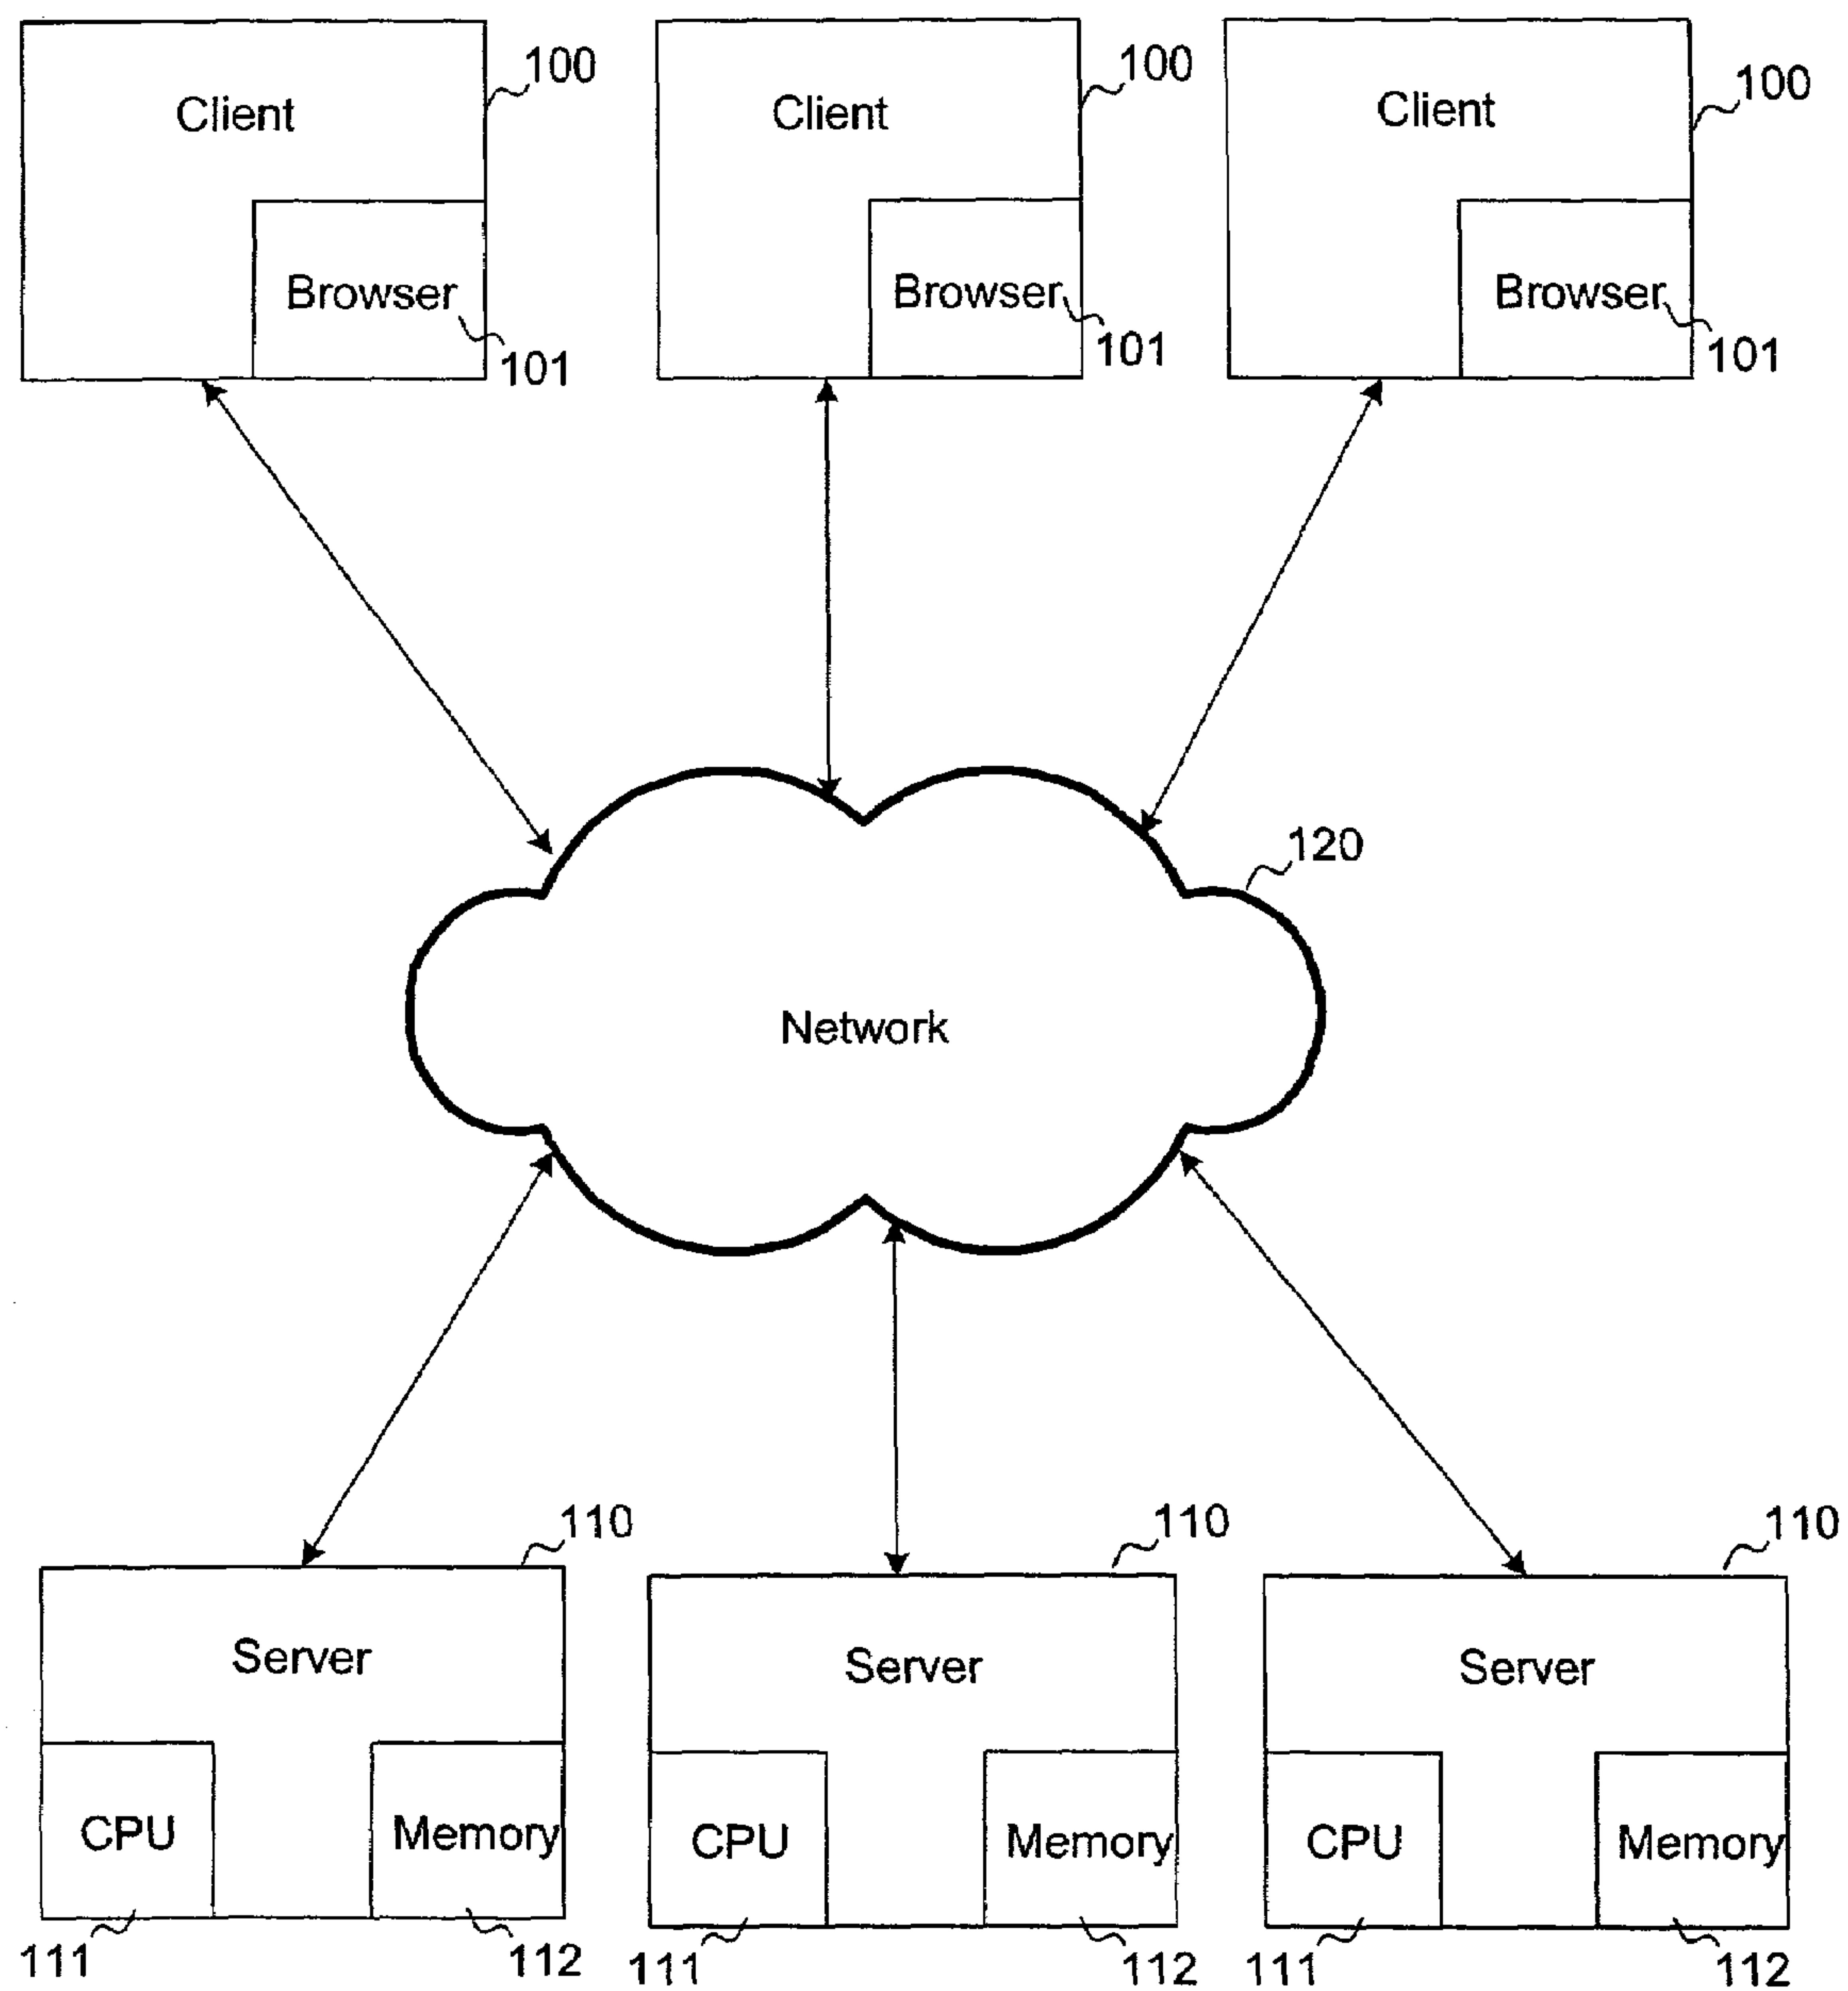 100
100
100
Client
Client
Client
Browser
Browser
Browser
101
101
101
120
Network
110
110
110
Server
Server
Server
CPU
Memory
CPU
Memory
CPU
Memory
111
112
111
112
111
112